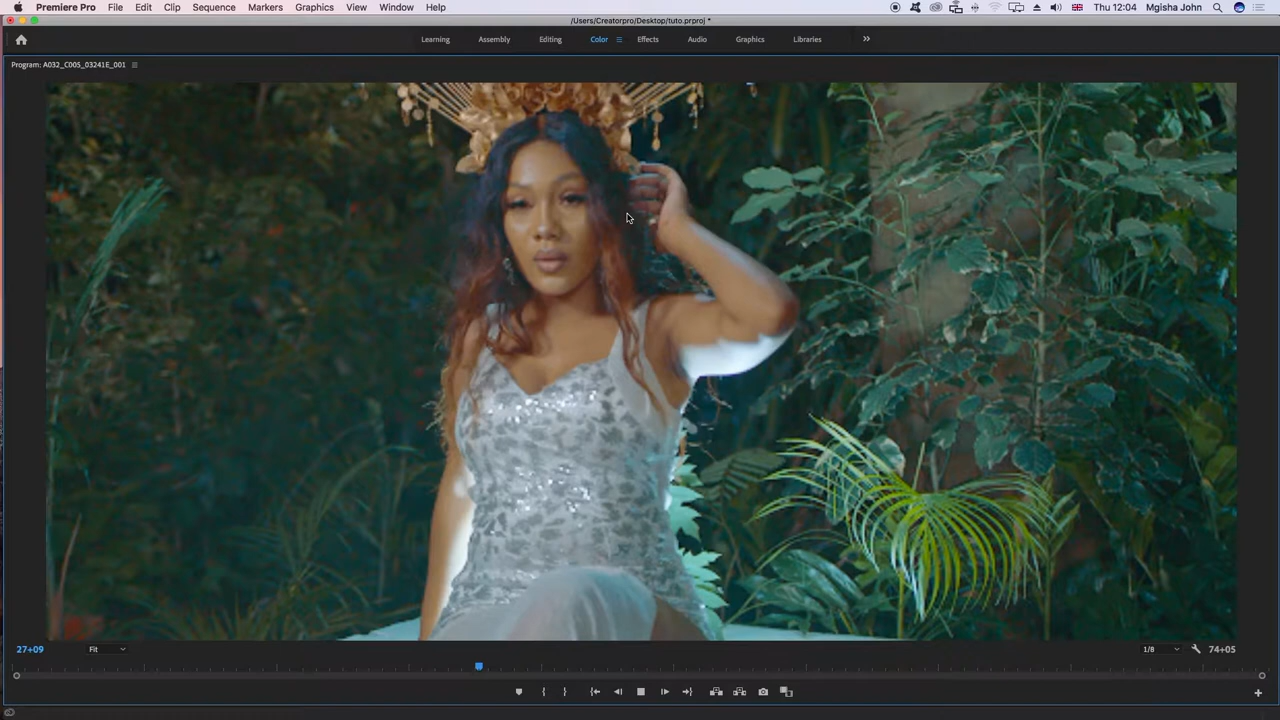 Premiere Pro File Edit Clip Sequence Markers Graphics View Window Help Thu 12:04 Mgisha John
/Users/Creatorpro/Desktop/tuto.prproj *
Learning Assembly Editing Color Effects Audio Graphics Libraries
Program: A032_C005_03241E_001
27+09 Fit 1/8 74+05